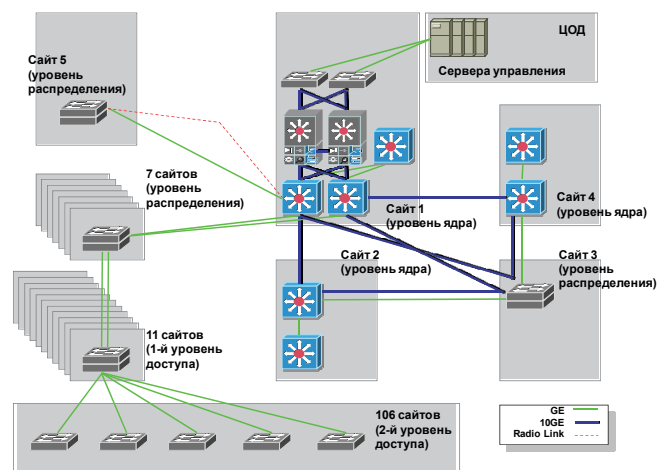 ЦОД
Сервера управления
Сайт 5
(уровень
распределения)
7 сайтов
(уровень
распределения)
Сайт 1
(уровень ядра)
Сайт 4
(уровень ядра)
Сайт 2
(уровень ядра)
Сайт 3
(уровень
распределения)
11 сайтов
(1-й уровень
доступа)
106 сайтов
(2-й уровень
доступа)
GE
10GE
Radio Link